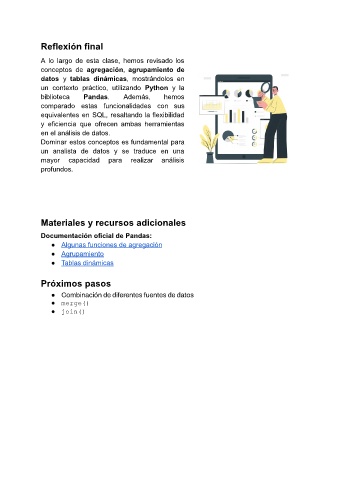 Reflexión final
A lo largo de esta clase, hemos revisado los
conceptos de agregación, agrupamiento de
datos y tablas dinámicas, mostrándolos en
un contexto práctico, utilizando Python y la
biblioteca Pandas. Además, hemos
comparado estas funcionalidades con sus
equivalentes en SQL, resaltando la flexibilidad
y eficiencia que ofrecen ambas herramientas
en el análisis de datos.
Dominar estos conceptos es fundamental para
un analista de datos y se traduce en una
mayor capacidad para realizar análisis
profundos.
Materiales y recursos adicionales
Documentación oficial de Pandas:
● Algunas funciones de agregación
● Agrupamiento
● Tablas dinámicas
Próximos pasos
● Combinación de diferentes fuentes de datos
● merge()
● join()